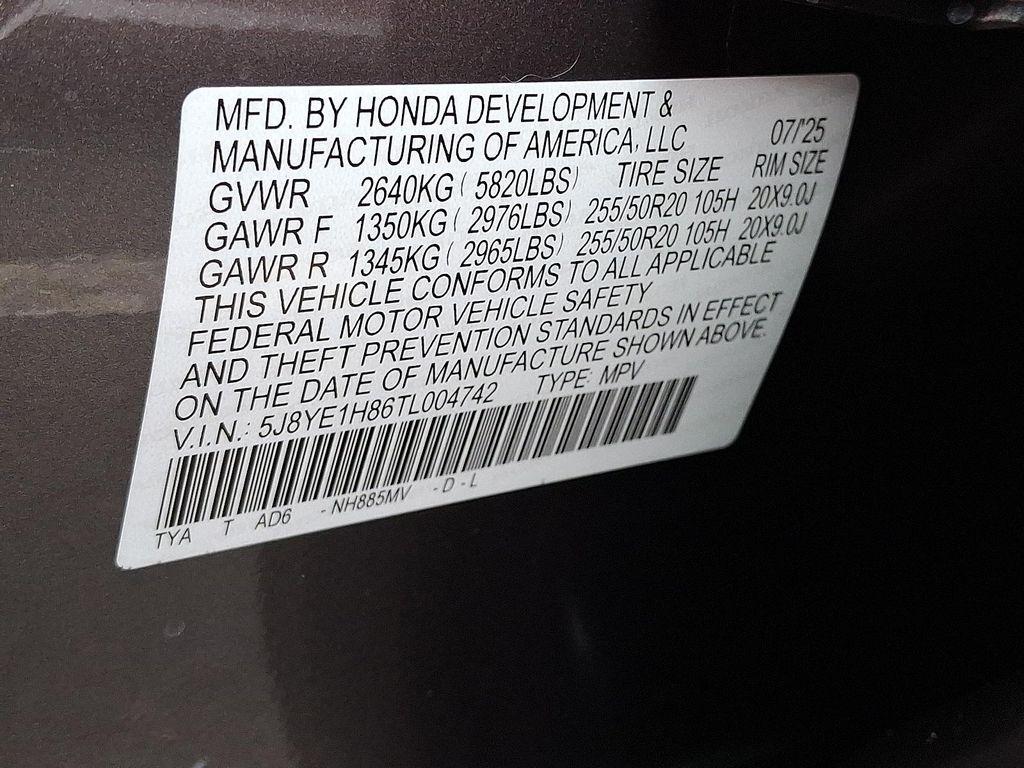 MFD. BY HONDA DEVELOPMENT &
MANUFACTURING OF AMERICA, LLC 07/'25
GVWR 2640KG ( 5820LBS) TIRE SIZE RIM SIZE
GAWR F 1350KG ( 2976LBS) 255/50R20 105H 20X9.0J
GAWR R 1345KG ( 2965LBS) 255/50R20 105H 20X9.0J
THIS VEHICLE CONFORMS TO ALL APPLICABLE
FEDERAL MOTOR VEHICLE SAFETY
AND THEFT PREVENTION STANDARDS IN EFFECT
ON THE DATE OF MANUFACTURE SHOWN ABOVE.
V.I.N.: 5J8YE1H86TL004742 TYPE: MPV
TYA T AD6 - NH885MV - D - L